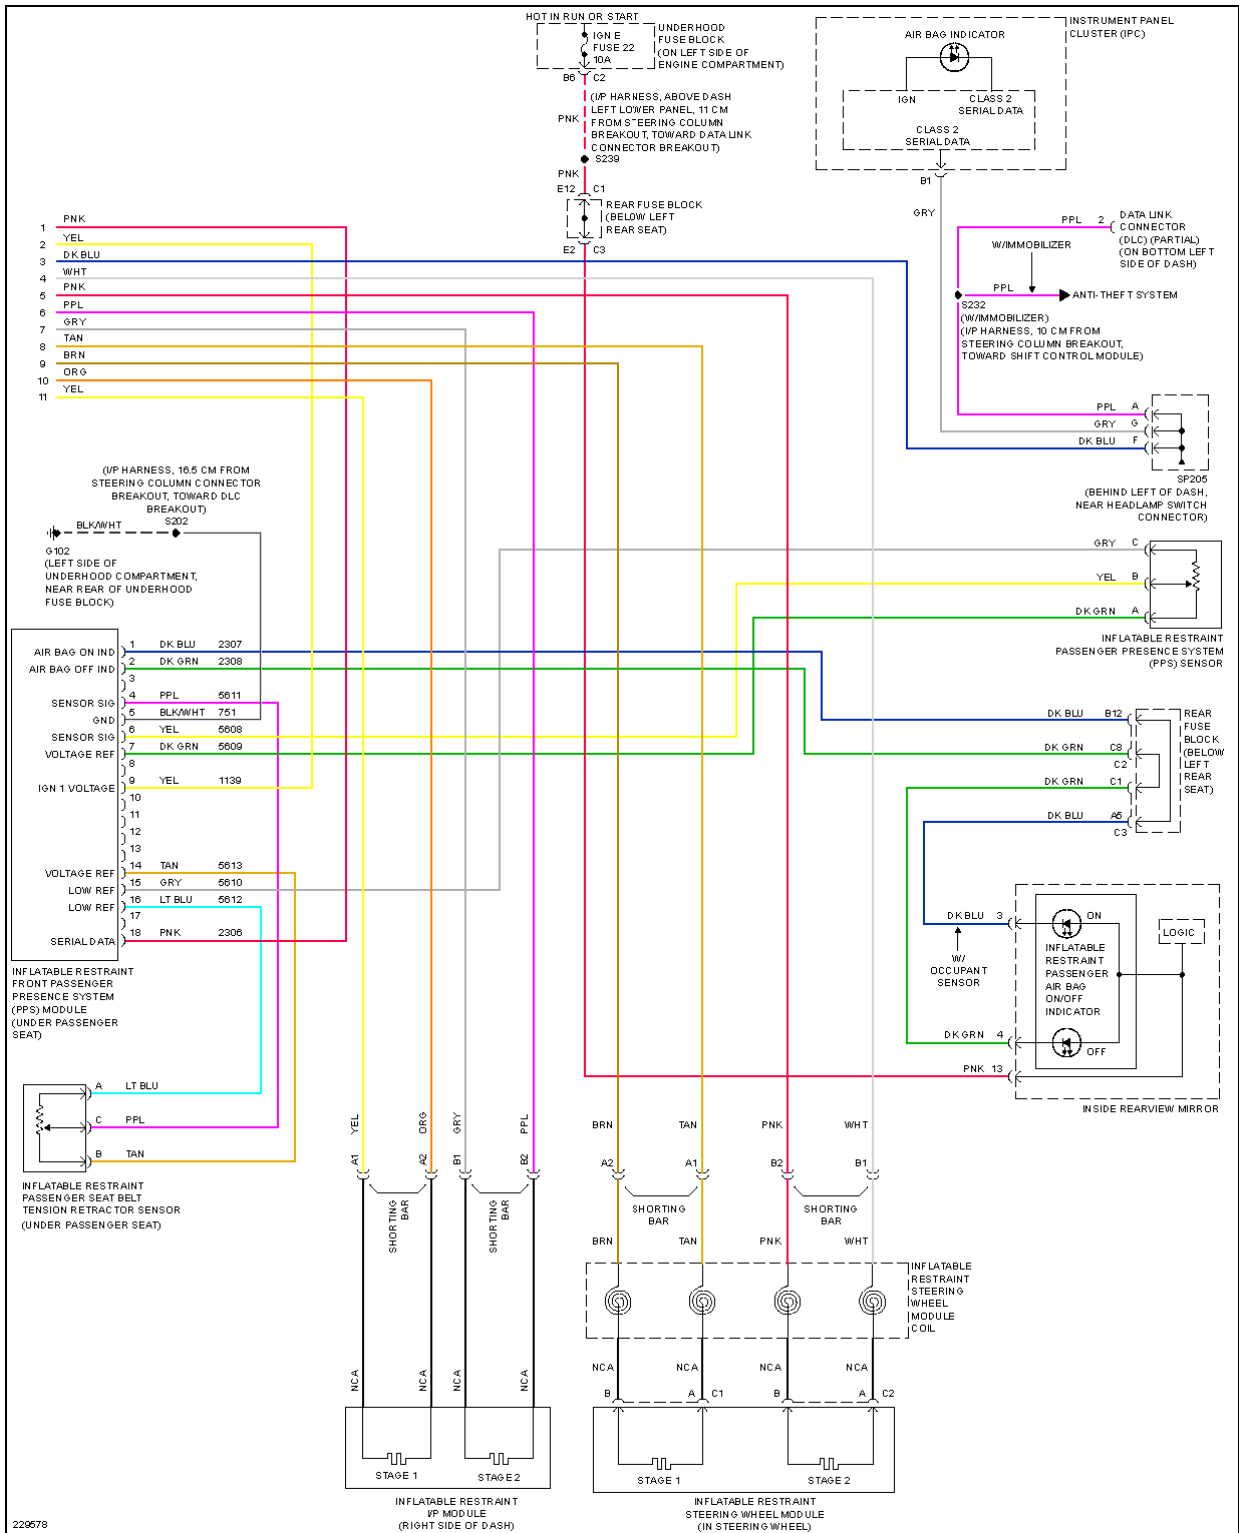 HOT IN RUN OR START
IGN E
FUSE 22
10A
UNDERHOOD
FUSE BLOCK
(ON LEFT SIDE OF
ENGINE COMPARTMENT)
B6 C2
PNK
(I/P HARNESS, ABOVE DASH
LEFT LOWER PANEL, 11 CM
FROM STEERING COLUMN
BREAKOUT, TOWARD DATA LINK
CONNECTOR BREAKOUT)
S239
PNK
E12 C1
REAR FUSE BLOCK
(BELOW LEFT
REAR SEAT)
E2 C3
AIR BAG INDICATOR
INSTRUMENT PANEL
CLUSTER (IPC)
IGN
CLASS 2
SERIAL DATA
CLASS 2
SERIAL DATA
B1
GRY
PPL 2
DATA LINK
CONNECTOR
(DLC) (PARTIAL)
(ON BOTTOM LEFT
SIDE OF DASH)
W/IMMOBILIZER
PPL
ANTI-THEFT SYSTEM
S232
(W/IMMOBILIZER)
(I/P HARNESS, 10 CM FROM
STEERING COLUMN BREAKOUT,
TOWARD SHIFT CONTROL MODULE)
1 PNK
2 YEL
3 DK BLU
4 WHT
5 PNK
6 PPL
7 GRY
8 TAN
9 BRN
10 ORG
11 YEL
PPL A
GRY G
DK BLU F
SP205
(BEHIND LEFT OF DASH,
NEAR HEADLAMP SWITCH
CONNECTOR)
(I/P HARNESS, 16.5 CM FROM
STEERING COLUMN CONNECTOR
BREAKOUT, TOWARD DLC
BREAKOUT)
S202
BLK/WHT
G102
(LEFT SIDE OF
UNDERHOOD COMPARTMENT,
NEAR REAR OF UNDERHOOD
FUSE BLOCK)
GRY C
YEL B
DK GRN A
INFLATABLE RESTRAINT
PASSENGER PRESENCE SYSTEM
(PPS) SENSOR
AIR BAG ON IND 1 DK BLU 2307
AIR BAG OFF IND 2 DK GRN 2308
3
SENSOR SIG 4 PPL 5611
GND 5 BLK/WHT 751
SENSOR SIG 6 YEL 5608
VOLTAGE REF 7 DK GRN 5609
8
IGN 1 VOLTAGE 9 YEL 1139
10
11
12
13
VOLTAGE REF 14 TAN 5613
LOW REF 15 GRY 5610
LOW REF 16 LT BLU 5612
17
SERIAL DATA 18 PNK 2306
INFLATABLE RESTRAINT
FRONT PASSENGER
PRESENCE SYSTEM
(PPS) MODULE
(UNDER PASSENGER
SEAT)
DK BLU B12
DK GRN C8
C2
DK GRN C1
DK BLU A5
C3
REAR
FUSE
BLOCK
(BELOW
LEFT
REAR
SEAT)
DK BLU 3
W/
OCCUPANT
SENSOR
ON
LOGIC
INFLATABLE
RESTRAINT
PASSENGER
AIR BAG
ON/OFF
INDICATOR
DK GRN 4
OFF
PNK 13
INSIDE REARVIEW MIRROR
A LT BLU
C PPL
B TAN
INFLATABLE RESTRAINT
PASSENGER SEAT BELT
TENSION RETRACTOR SENSOR
(UNDER PASSENGER SEAT)
YEL ORG GRY PPL
A1 A2 B1 B2
SHORTING
BAR
SHORTING
BAR
NCA NCA NCA NCA
STAGE 1 STAGE 2
INFLATABLE RESTRAINT
I/P MODULE
(RIGHT SIDE OF DASH)
BRN TAN PNK WHT
A2 A1 B2 B1
SHORTING
BAR
SHORTING
BAR
BRN TAN PNK WHT
INFLATABLE
RESTRAINT
STEERING
WHEEL
MODULE
COIL
NCA NCA NCA NCA
B A C1 B A C2
STAGE 1 STAGE 2
INFLATABLE RESTRAINT
STEERING WHEEL MODULE
(IN STEERING WHEEL)
229578